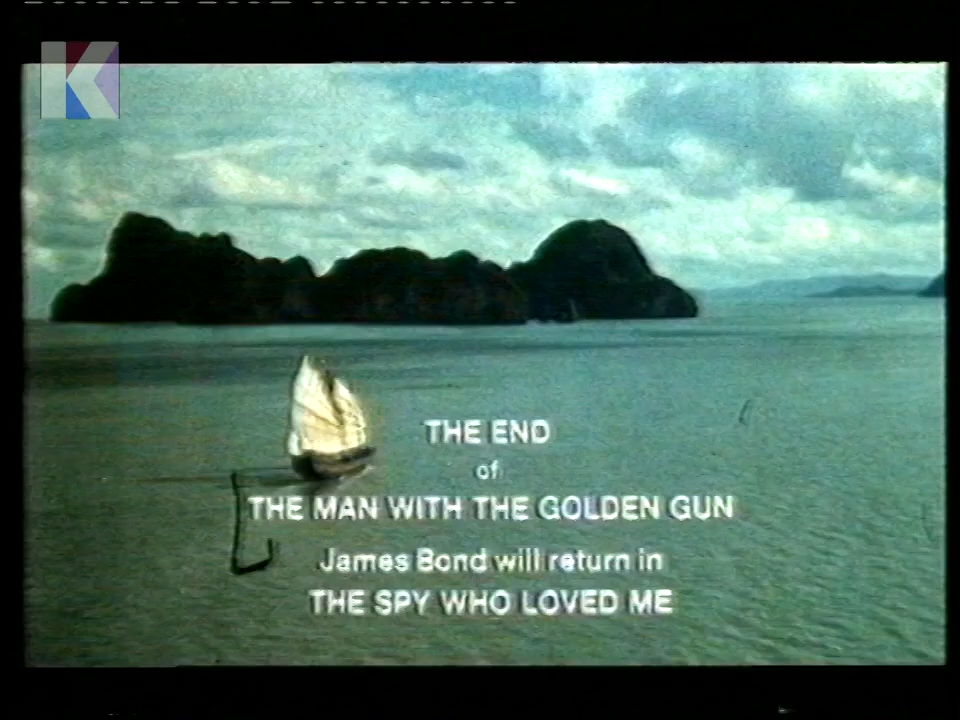 K
THE END
of
THE MAN WITH THE GOLDEN GUN
James Bond will return in
THE SPY WHO LOVED ME